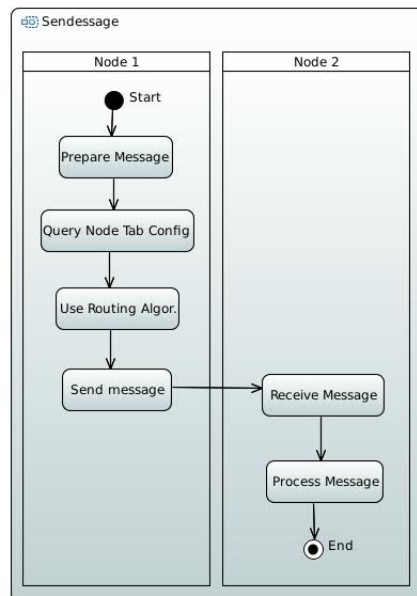 Sendessage
Node 1
Node 2
Start
Prepare Message
Query Node Tab Config
Use Routing Algor.
Send message
Receive Message
Process Message
End